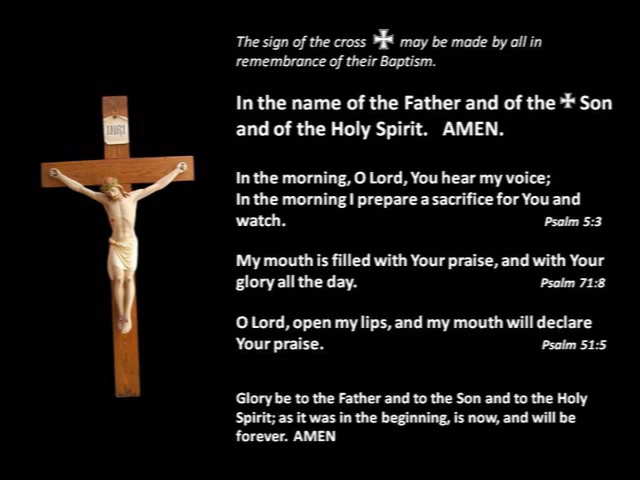 INRI
The sign of the cross ✠ may be made by all in
remembrance of their Baptism.
In the name of the Father and of the ✠ Son
and of the Holy Spirit. AMEN.
In the morning, O Lord, You hear my voice;
In the morning I prepare a sacrifice for You and
watch. Psalm 5:3
My mouth is filled with Your praise, and with Your
glory all the day. Psalm 71:8
O Lord, open my lips, and my mouth will declare
Your praise. Psalm 51:5
Glory be to the Father and to the Son and to the Holy
Spirit; as it was in the beginning, is now, and will be
forever. AMEN